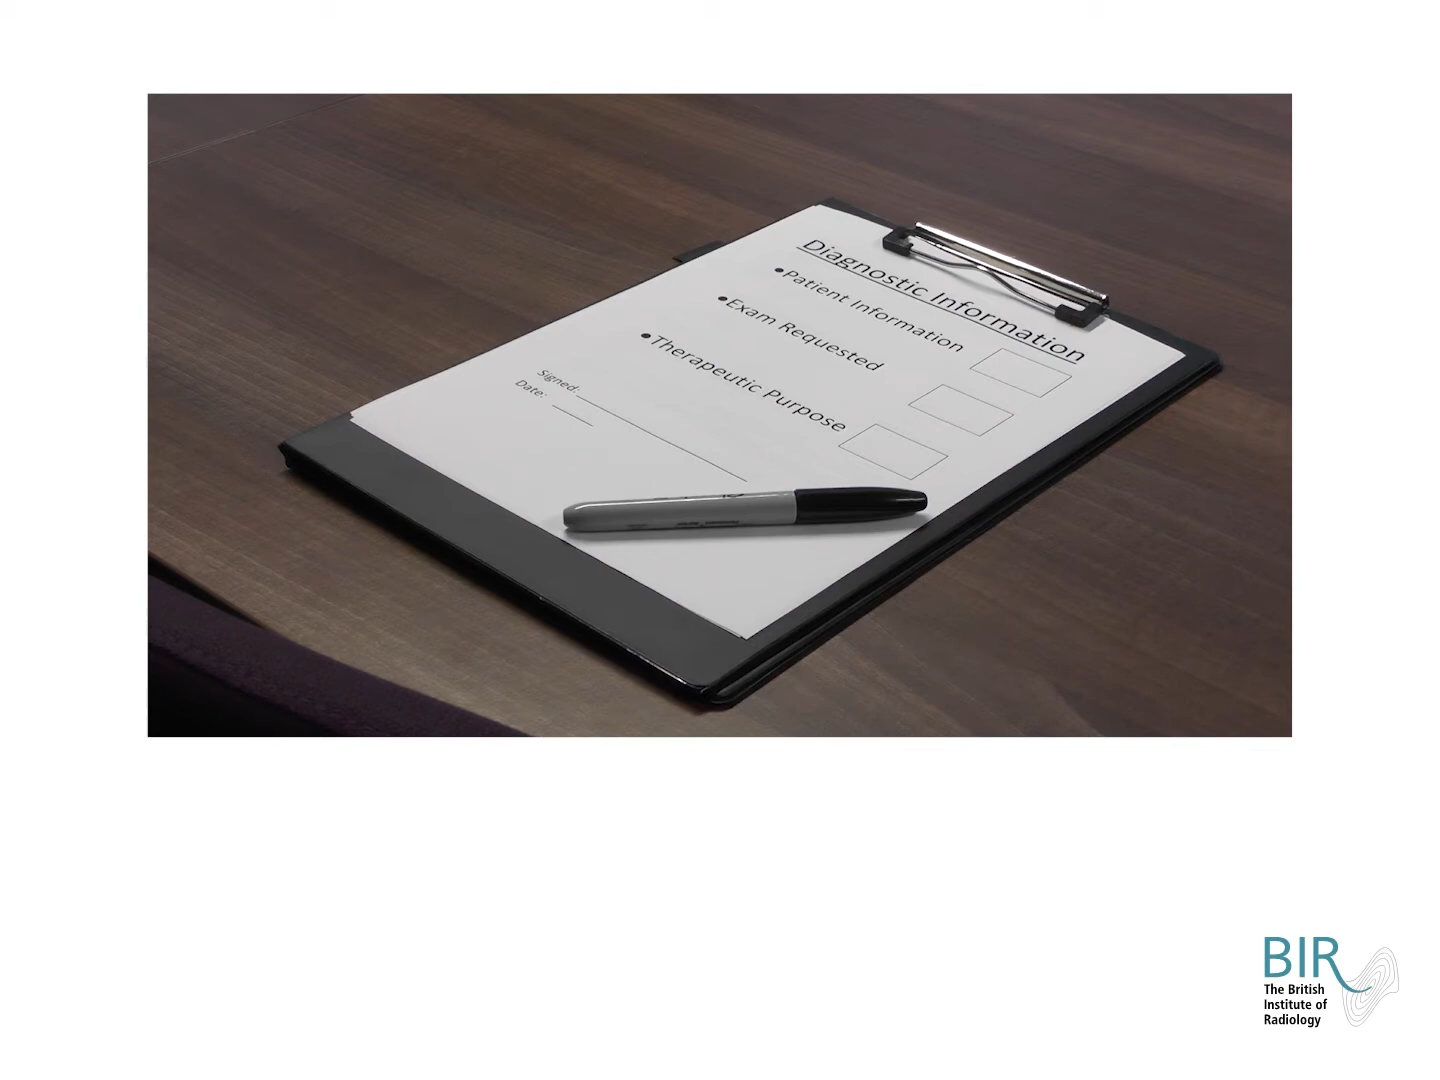 Diagnostic Information
•Patient Information
•Exam Requested
•Therapeutic Purpose
Signed:
Date:
BIR
The British
Institute of
Radiology